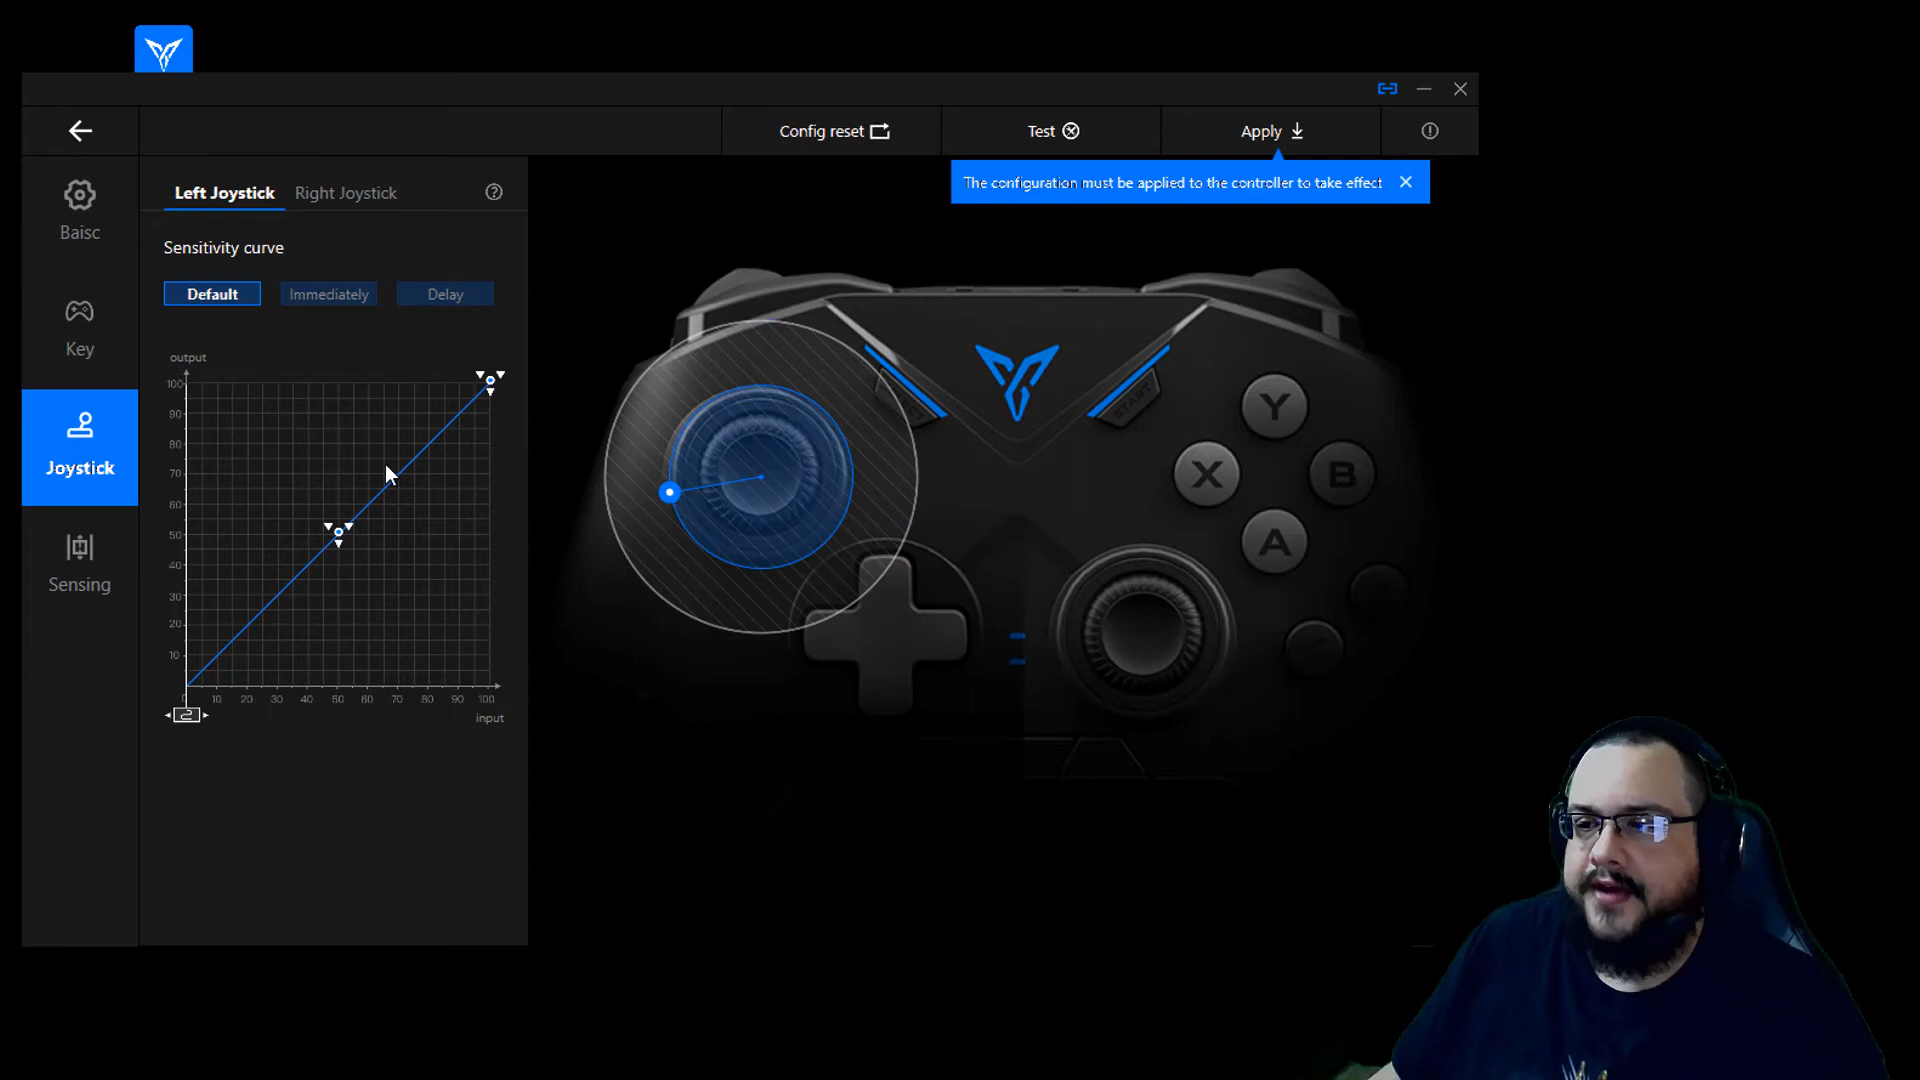 Config reset
Test
Apply
The configuration must be applied to the controller to take effect
Baisc
Key
Joystick
Sensing
Left Joystick
Right Joystick
Sensitivity curve
Default
Immediately
Delay
output
100
90
80
70
60
50
40
30
20
10
0 10 20 30 40 50 60 70 80 90 100
input
START
Y
X
B
A